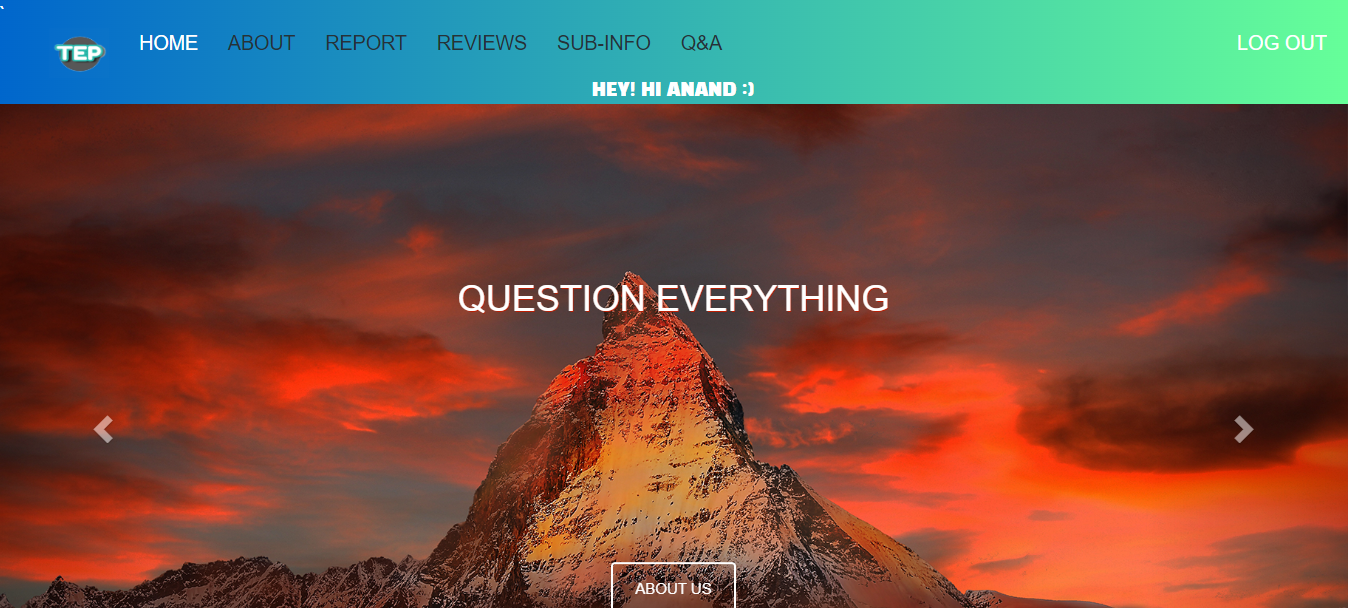 `
TEP HOME ABOUT REPORT REVIEWS SUB-INFO Q&A LOG OUT
HEY! HI ANAND :)
QUESTION EVERYTHING
ABOUT US